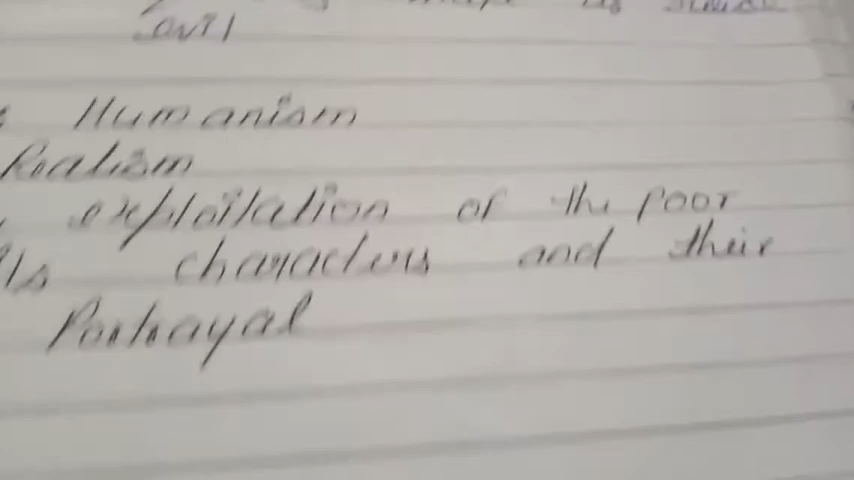 Humanism
Realism
exploitation of the poor
characters and their
Portrayal